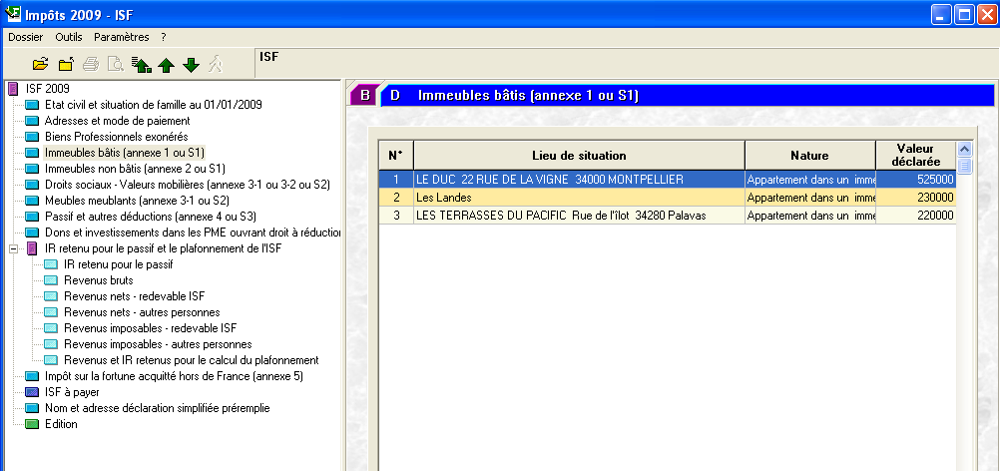 Impôts 2009 - ISF
Dossier Outils Paramètres ?
ISF
ISF 2009
Etat civil et situation de famille au 01/01/2009
Adresses et mode de paiement
Biens Professionnels exonérés
Immeubles bâtis (annexe 1 ou S1)
Immeubles non bâtis (annexe 2 ou S1)
Droits sociaux - Valeurs mobilières (annexe 3-1 ou 3-2 ou S2)
Meubles meublants (annexe 3-1 ou S2)
Passif et autres déductions (annexe 4 ou S3)
Dons et investissements dans les PME ouvrant droit à réduction
IR retenu pour le passif et le plafonnement de l'ISF
IR retenu pour le passif
Revenus bruts
Revenus nets - redevable ISF
Revenus nets - autres personnes
Revenus imposables - redevable ISF
Revenus imposables - autres personnes
Revenus et IR retenus pour le calcul du plafonnement
Impôt sur la fortune acquitté hors de France (annexe 5)
ISF à payer
Nom et adresse déclaration simplifiée préremplie
Edition
B D Immeubles bâtis (annexe 1 ou S1)
N° Lieu de situation Nature Valeur déclarée
1 LE DUC 22 RUE DE LA VIGNE 34000 MONTPELLIER Appartement dans un imme 525000
2 Les Landes Appartement dans un imme 230000
3 LES TERRASSES DU PACIFIC Rue de l'îlot 34280 Palavas Appartement dans un imme 220000